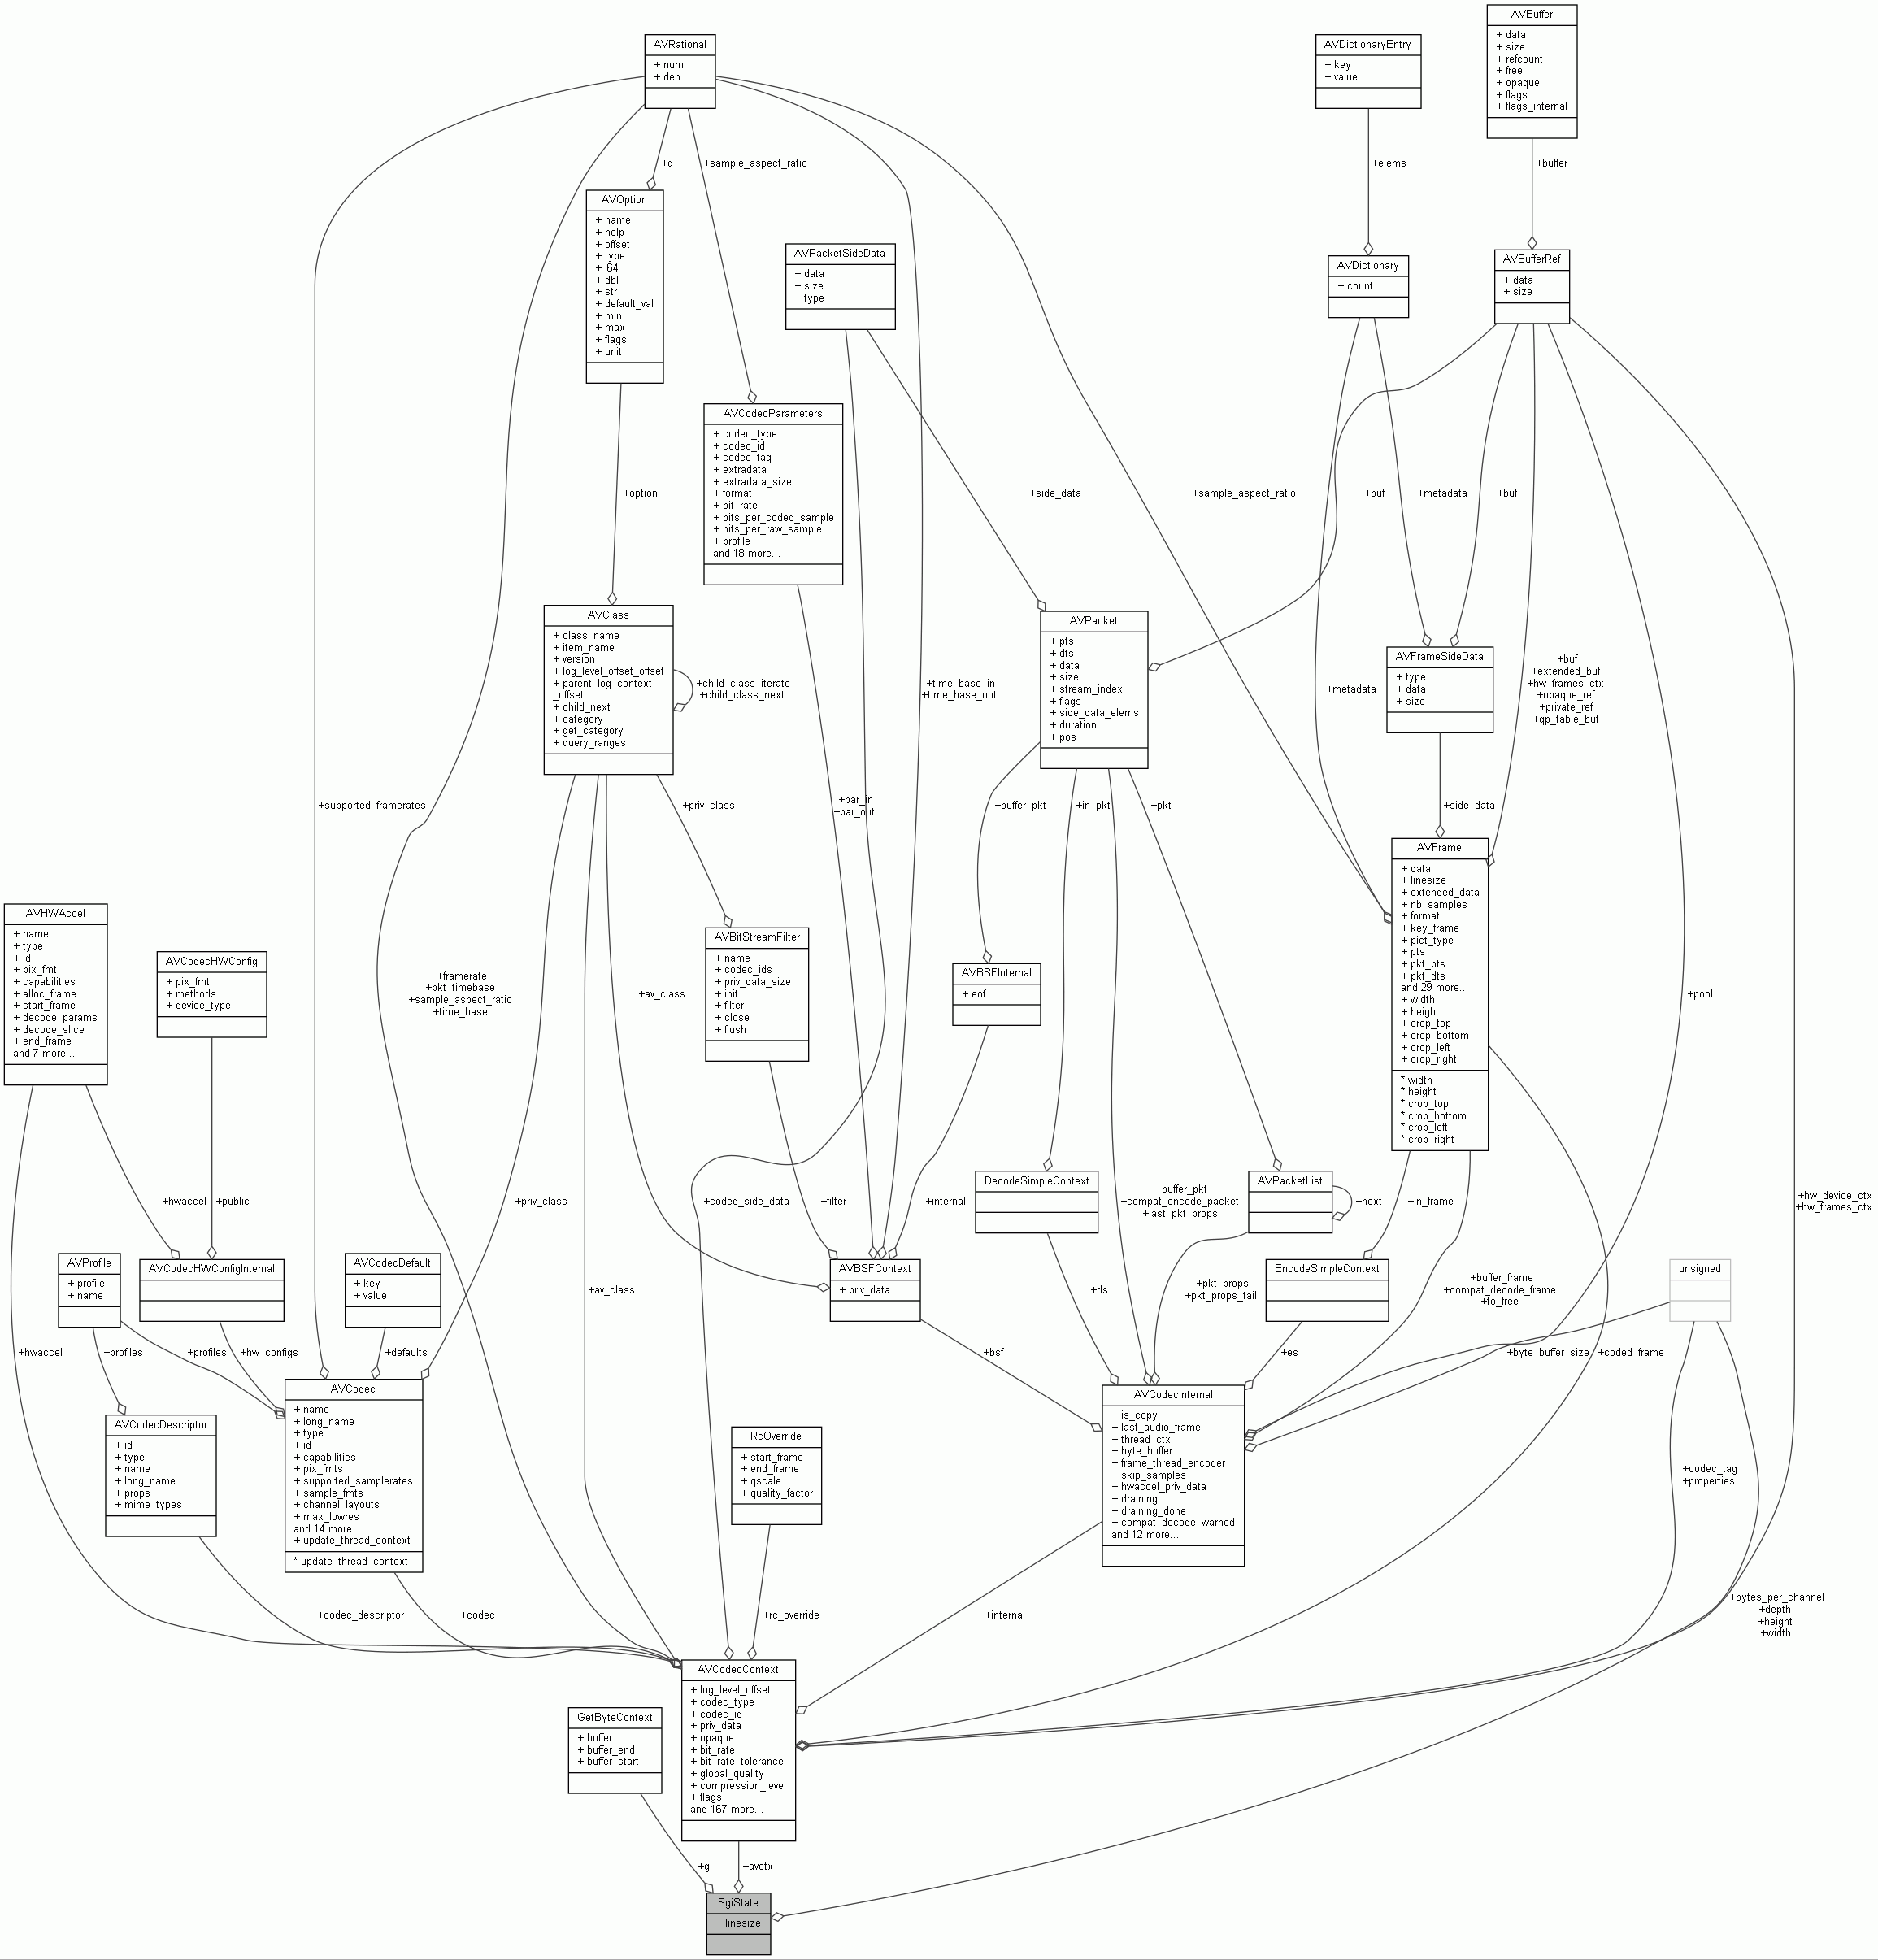 AVBuffer
+ data
+ size
+ refcount
+ free
+ opaque
+ flags
+ flags_internal
AVRational
+ num
+ den
AVDictionaryEntry
+ key
+ value
+q
+sample_aspect_ratio
+elems
+buffer
AVOption
+ name
+ help
+ offset
+ type
+ i64
+ dbl
+ str
+ default_val
+ min
+ max
+ flags
+ unit
AVPacketSideData
+ data
+ size
+ type
AVDictionary
+ count
AVBufferRef
+ data
+ size
AVCodecParameters
+ codec_type
+ codec_id
+ codec_tag
+ extradata
+ extradata_size
+ format
+ bit_rate
+ bits_per_coded_sample
+ bits_per_raw_sample
+ profile
and 18 more...
+option
+side_data
+sample_aspect_ratio
+buf
+metadata
+buf
AVClass
+ class_name
+ item_name
+ version
+ log_level_offset_offset
+ parent_log_context
_offset
+ child_next
+ category
+ get_category
+ query_ranges
+child_class_iterate
+child_class_next
+time_base_in
+time_base_out
AVPacket
+ pts
+ dts
+ data
+ size
+ stream_index
+ flags
+ side_data_elems
+ duration
+ pos
+metadata
AVFrameSideData
+ type
+ data
+ size
+buf
+extended_buf
+hw_frames_ctx
+opaque_ref
+private_ref
+qp_table_buf
+supported_framerates
+priv_class
+par_in
+par_out
+buffer_pkt
+in_pkt
+pkt
+side_data
AVFrame
+ data
+ linesize
+ extended_data
+ nb_samples
+ format
+ key_frame
+ pict_type
+ pts
+ pkt_pts
+ pkt_dts
and 29 more...
+ width
+ height
+ crop_top
+ crop_bottom
+ crop_left
+ crop_right
* width
* height
* crop_top
* crop_bottom
* crop_left
* crop_right
AVHWAccel
+ name
+ type
+ id
+ pix_fmt
+ capabilities
+ alloc_frame
+ start_frame
+ decode_params
+ decode_slice
+ end_frame
and 7 more...
AVCodecHWConfig
+ pix_fmt
+ methods
+ device_type
+framerate
+pkt_timebase
+sample_aspect_ratio
+time_base
+av_class
AVBitStreamFilter
+ name
+ codec_ids
+ priv_data_size
+ init
+ filter
+ close
+ flush
AVBSFInternal
+ eof
+pool
+hwaccel
+public
+priv_class
+coded_side_data
+filter
+internal
DecodeSimpleContext
+buffer_pkt
+compat_encode_packet
+last_pkt_props
AVPacketList
+next
+in_frame
+hw_device_ctx
+hw_frames_ctx
AVProfile
+ profile
+ name
AVCodecHWConfigInternal
AVCodecDefault
+ key
+ value
+av_class
AVBSFContext
+ priv_data
+ds
+pkt_props
+pkt_props_tail
EncodeSimpleContext
+buffer_frame
+compat_decode_frame
+to_free
unsigned
+hwaccel
+profiles
+profiles
+hw_configs
+defaults
+bsf
+es
+byte_buffer_size
+coded_frame
AVCodecDescriptor
+ id
+ type
+ name
+ long_name
+ props
+ mime_types
AVCodec
+ name
+ long_name
+ type
+ id
+ capabilities
+ pix_fmts
+ supported_samplerates
+ sample_fmts
+ channel_layouts
+ max_lowres
and 14 more...
+ update_thread_context
* update_thread_context
RcOverride
+ start_frame
+ end_frame
+ qscale
+ quality_factor
AVCodecInternal
+ is_copy
+ last_audio_frame
+ thread_ctx
+ byte_buffer
+ frame_thread_encoder
+ skip_samples
+ hwaccel_priv_data
+ draining
+ draining_done
+ compat_decode_warned
and 12 more...
+codec_tag
+properties
+codec_descriptor
+codec
+rc_override
+internal
+bytes_per_channel
+depth
+height
+width
GetByteContext
+ buffer
+ buffer_end
+ buffer_start
AVCodecContext
+ log_level_offset
+ codec_type
+ codec_id
+ priv_data
+ opaque
+ bit_rate
+ bit_rate_tolerance
+ global_quality
+ compression_level
+ flags
and 167 more...
+g
+avctx
SgiState
+ linesize